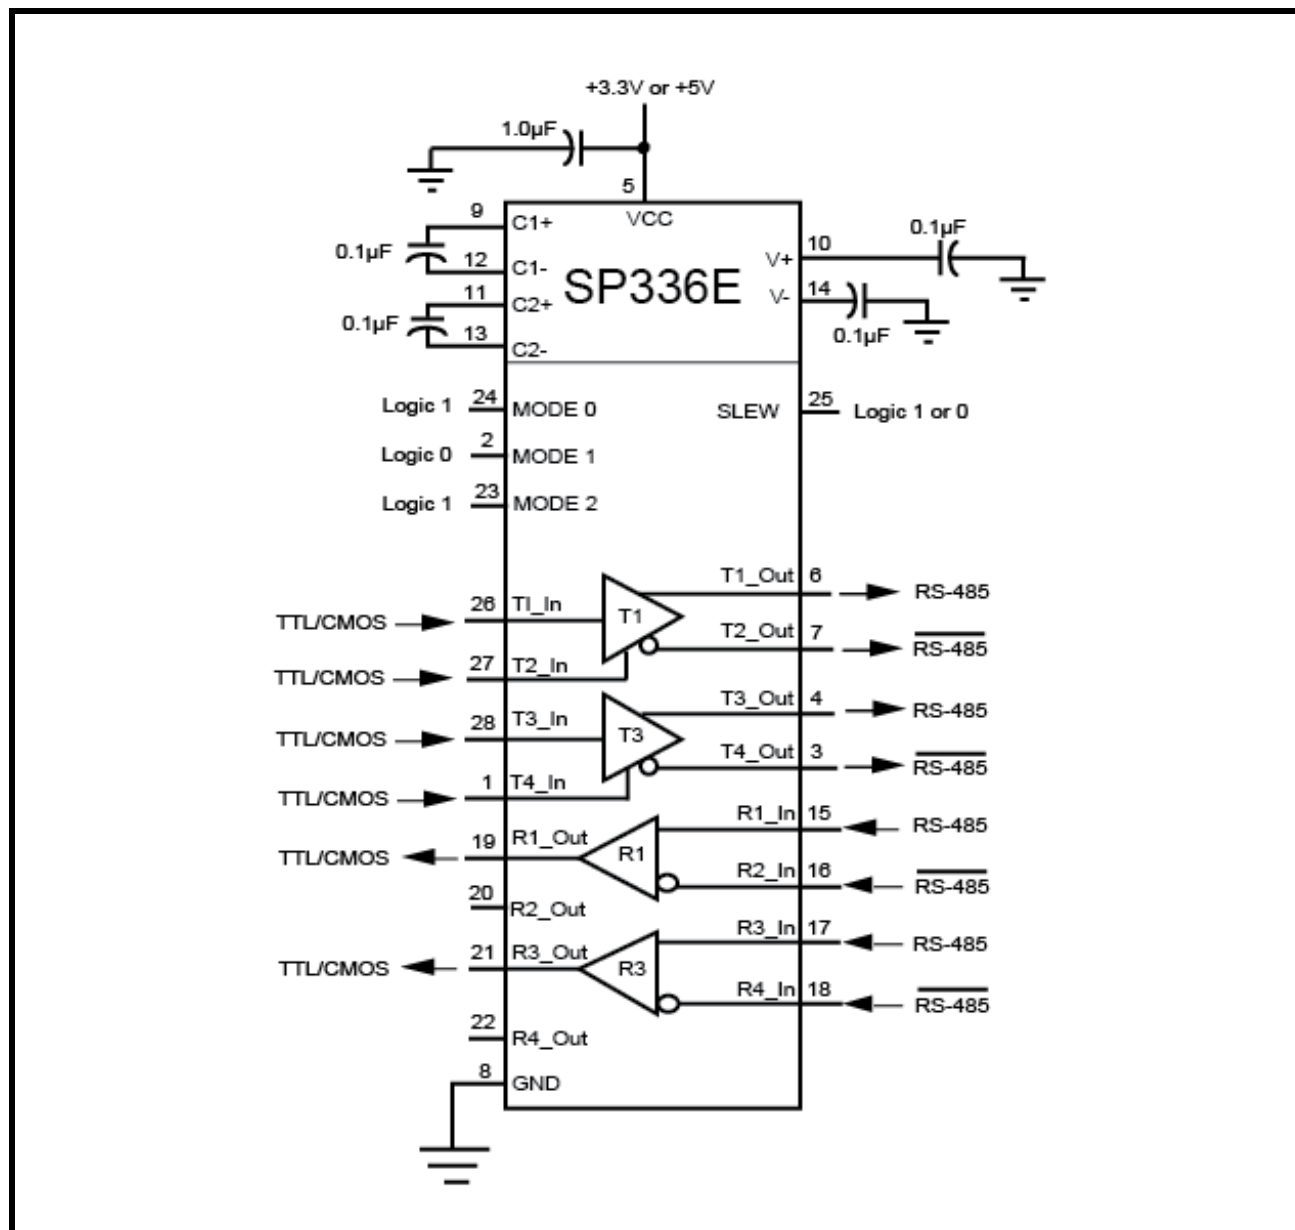 +3.3V or +5V
1.0µF
5
VCC
9
C1+
0.1µF
12
C1-
11
C2+
0.1µF
13
C2-
SP336E
V+
10
0.1µF
V-
14
0.1µF
Logic 1
24
MODE 0
SLEW
25
Logic 1 or 0
Logic 0
2
MODE 1
Logic 1
23
MODE 2
T1_Out
6
RS-485
TTL/CMOS
26
TI_In
T1
T2_Out
7
RS-485
TTL/CMOS
27
T2_In
T3_Out
4
RS-485
TTL/CMOS
28
T3_In
T3
T4_Out
3
RS-485
TTL/CMOS
1
T4_In
R1_In
15
RS-485
TTL/CMOS
19
R1_Out
R1
R2_In
16
RS-485
20
R2_Out
R3_In
17
RS-485
TTL/CMOS
21
R3_Out
R3
R4_In
18
RS-485
22
R4_Out
8
GND